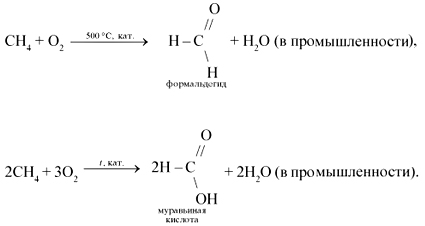 O
//
CH₄ + O₂ 500 °C, кат. → H – C + H₂O (в промышленности),
\
H
формальдегид
O
//
2CH₄ + 3O₂ t, кат. → 2H – C + 2H₂O (в промышленности).
\
OH
муравьиная
кислота